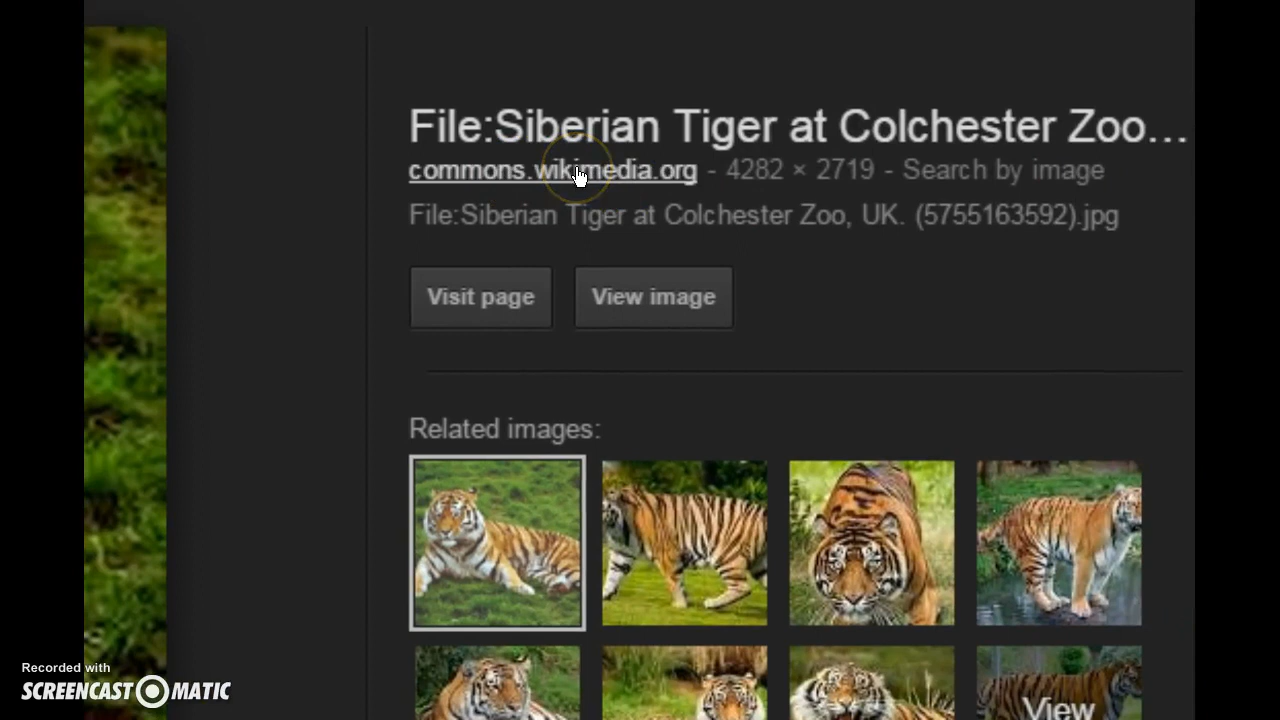 File:Siberian Tiger at Colchester Zoo...
commons.wikimedia.org - 4282 × 2719 - Search by image
File:Siberian Tiger at Colchester Zoo, UK. (5755163592).jpg
Visit page View image
Related images:
View
Recorded with
SCREENCAST-O-MATIC